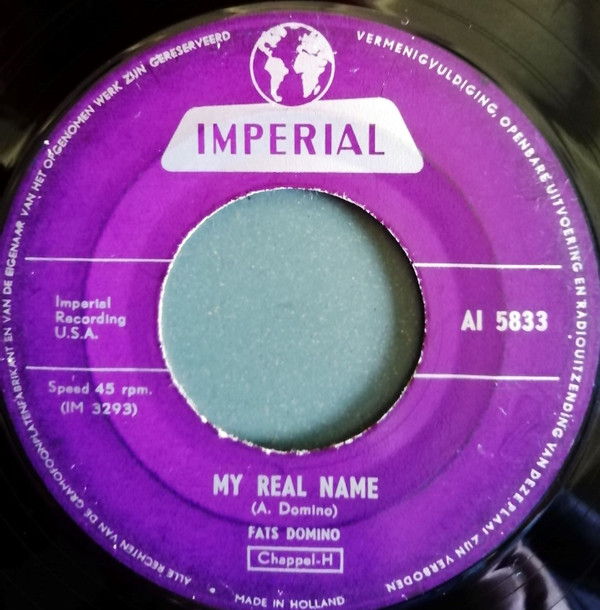 ALLE RECHTEN VAN DE GRAMOFOONPLATENFABRIKANT EN VAN DE EIGENAAR VAN HET OPGENOMEN WERK ZIJN GERESERVEERD
VERMENIGVULDIGING, OPENBARE UITVOERING EN RADIOUITZENDING VAN DEZE PLAAT ZIJN VERBODEN
IMPERIAL
Imperial
Recording
U.S.A.
AI 5833
Speed 45 rpm.
(IM 3293)
MY REAL NAME
(A. Domino)
FATS DOMINO
Chappel-H
MADE IN HOLLAND